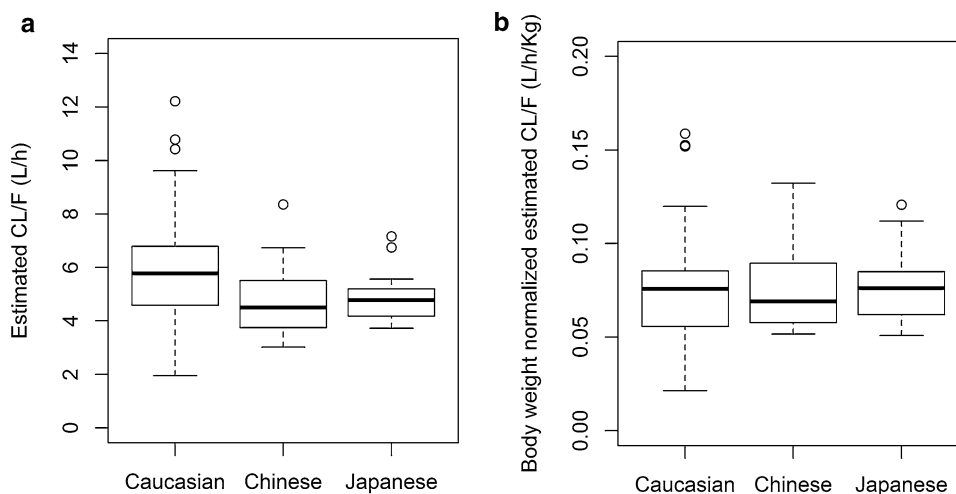 a
Estimated CL/F (L/h)
14
12
10
8
6
4
2
0
Caucasian Chinese Japanese
b
Body weight normalized estimated CL/F (L/h/Kg)
0.20
0.15
0.10
0.05
0.00
Caucasian Chinese Japanese